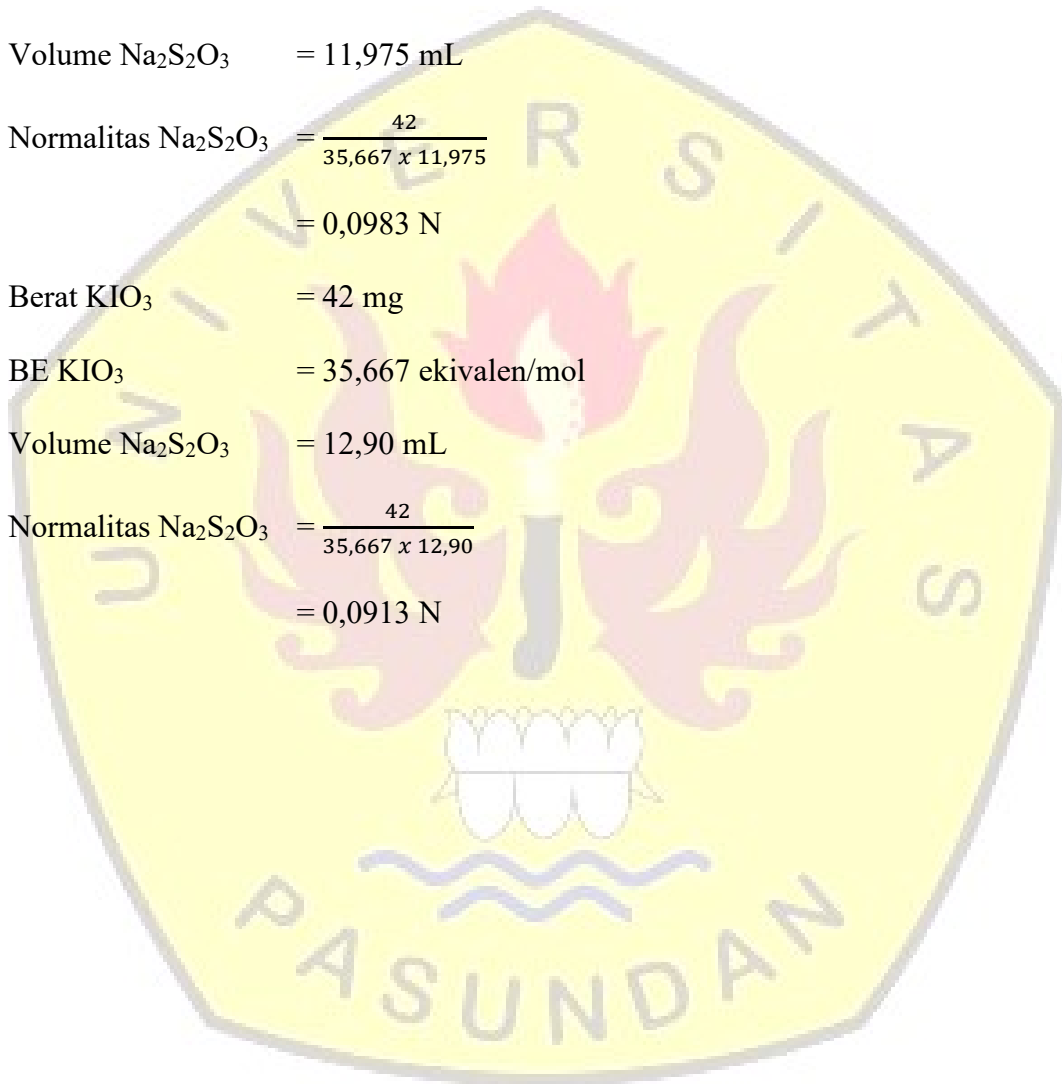 Volume Na₂S₂O₃ = 11,975 mL
Normalitas Na₂S₂O₃ = 42
35,667 x 11,975
= 0,0983 N
Berat KIO₃ = 42 mg
BE KIO₃ = 35,667 ekivalen/mol
Volume Na₂S₂O₃ = 12,90 mL
Normalitas Na₂S₂O₃ = 42
35,667 x 12,90
= 0,0913 N
UNIVERSITAS
PASUNDAN